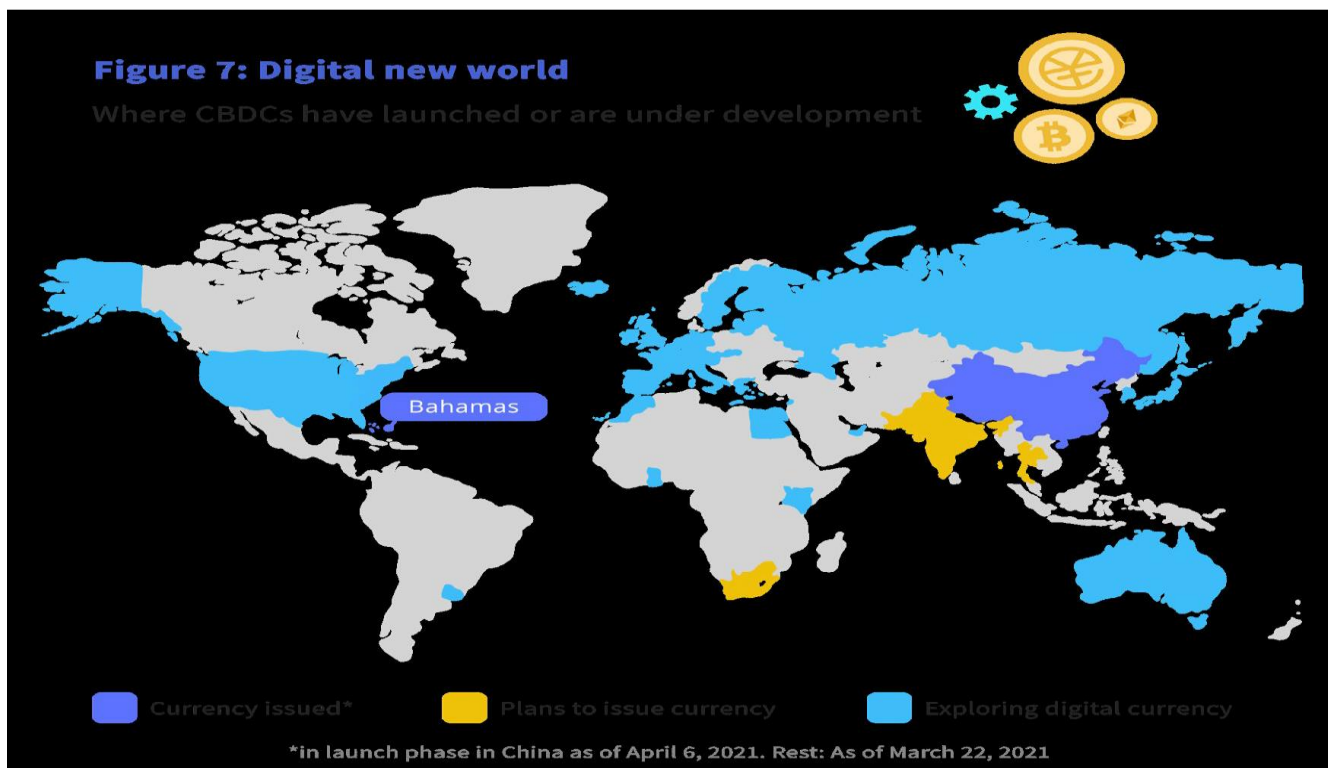 Figure 7: Digital new world
Where CBDCs have launched or are under development
Bahamas
Currency issued*
Plans to issue currency
Exploring digital currency
*in launch phase in China as of April 6, 2021. Rest: As of March 22, 2021